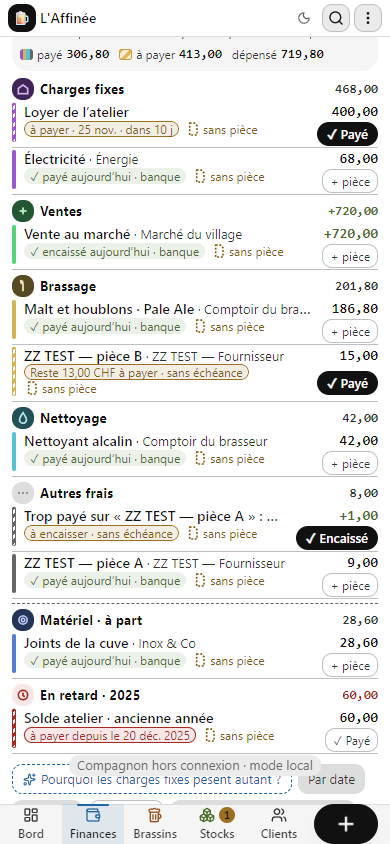 L'Affinée
payé 306,80 à payer 413,00 dépensé 719,80
Charges fixes 468,00
Loyer de l'atelier 400,00
à payer · 25 nov. · dans 10 j sans pièce ✓ Payé
Électricité · Énergie 68,00
✓ payé aujourd'hui · banque sans pièce + pièce
Ventes +720,00
Vente au marché · Marché du village +720,00
✓ encaissé aujourd'hui · banque sans pièce + pièce
Brassage 201,80
Malt et houblons · Pale Ale · Comptoir du bra... 186,80
✓ payé aujourd'hui · banque sans pièce + pièce
ZZ TEST — pièce B · ZZ TEST — Fournisseur 15,00
Reste 13,00 CHF à payer · sans échéance ✓ Payé
sans pièce
Nettoyage 42,00
Nettoyant alcalin · Comptoir du brasseur 42,00
✓ payé aujourd'hui · banque sans pièce + pièce
Autres frais 8,00
Trop payé sur « ZZ TEST — pièce A » : ... +1,00
à encaisser · sans échéance sans pièce ✓ Encaissé
ZZ TEST — pièce A · ZZ TEST — Fournisseur 9,00
✓ payé aujourd'hui · banque sans pièce + pièce
Matériel · à part 28,60
Joints de la cuve · Inox & Co 28,60
✓ payé aujourd'hui · banque sans pièce + pièce
En retard · 2025 60,00
Solde atelier · ancienne année 60,00
à payer depuis le 20 déc. 2025 sans pièce ✓ Payé
Compagnon hors connexion · mode local
Pourquoi les charges fixes pèsent autant ? Par date
1
Bord Finances Brassins Stocks Clients +